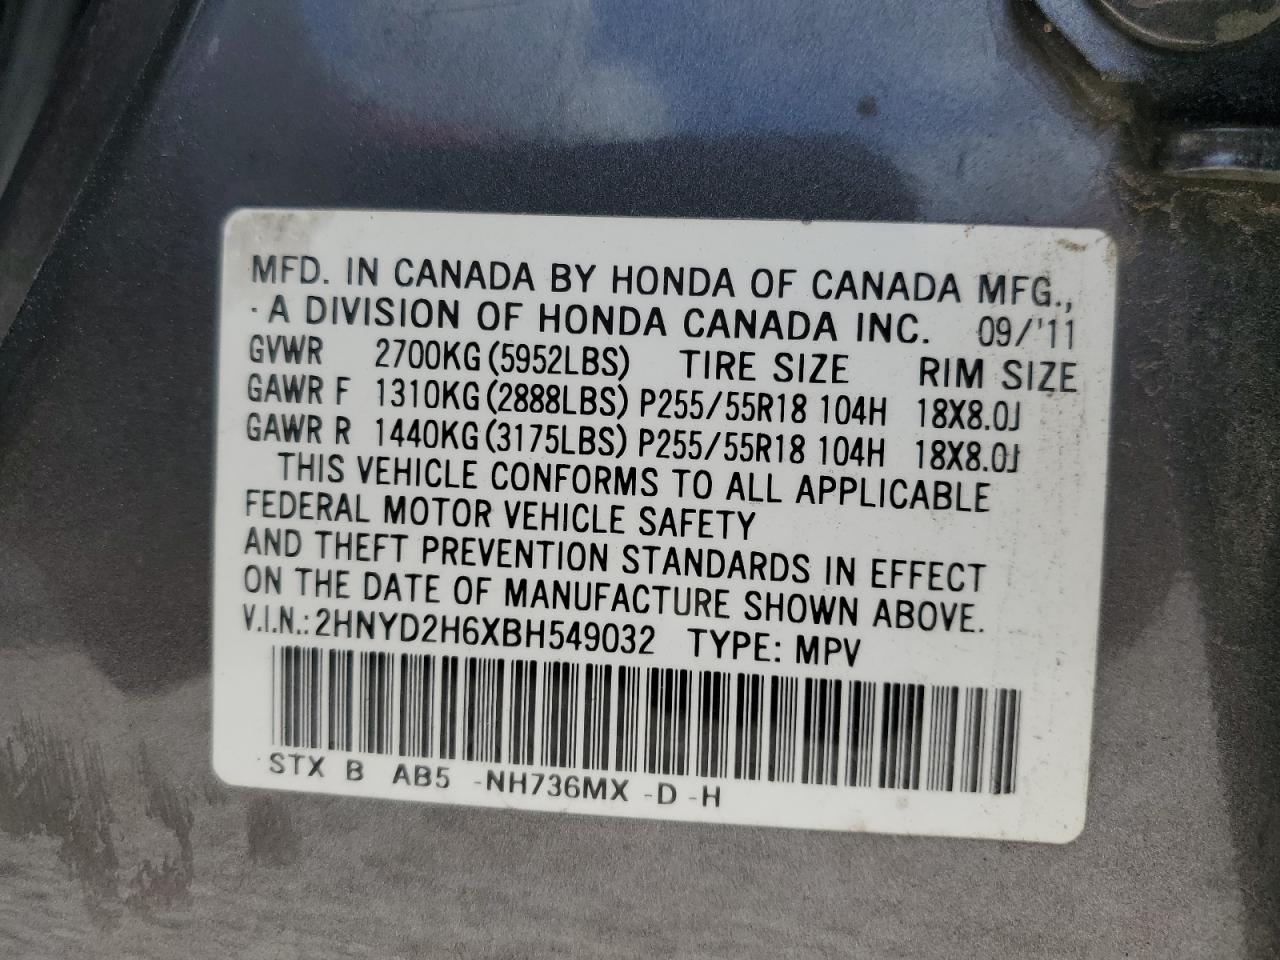 MFD. IN CANADA BY HONDA OF CANADA MFG.,
A DIVISION OF HONDA CANADA INC. 09/'11
GVWR 2700KG (5952LBS) TIRE SIZE RIM SIZE
GAWR F 1310KG (2888LBS) P255/55R18 104H 18X8.0J
GAWR R 1440KG (3175LBS) P255/55R18 104H 18X8.0J
THIS VEHICLE CONFORMS TO ALL APPLICABLE
FEDERAL MOTOR VEHICLE SAFETY
AND THEFT PREVENTION STANDARDS IN EFFECT
ON THE DATE OF MANUFACTURE SHOWN ABOVE.
V.I.N.: 2HNYD2H6XBH549032 TYPE: MPV
STX B AB5 -NH736MX -D -H